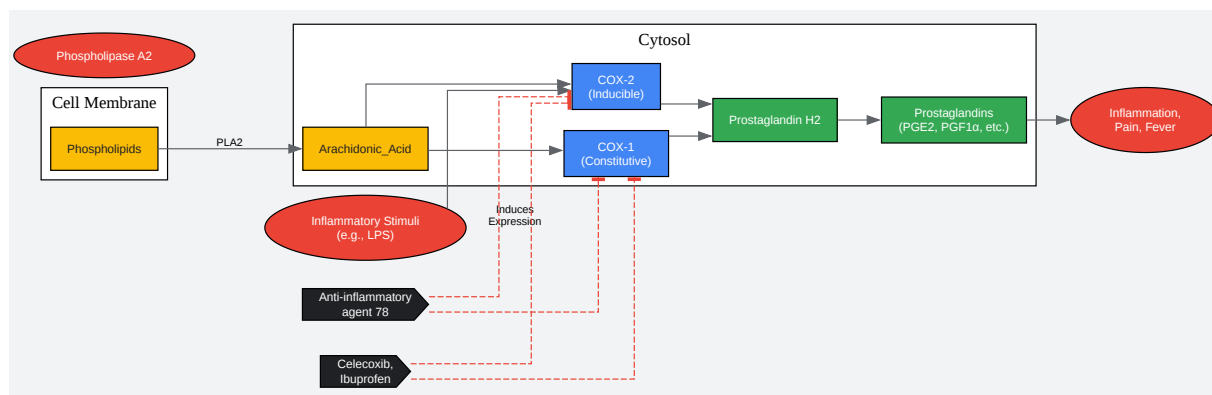 Cytosol
Phospholipase A2
Cell Membrane
Phospholipids
PLA2
Arachidonic_Acid
COX-2
(Inducible)
COX-1
(Constitutive)
Prostaglandin H2
Prostaglandins
(PGE2, PGF1α, etc.)
Inflammation,
Pain, Fever
Inflammatory Stimuli
(e.g., LPS)
Induces
Expression
Anti-inflammatory
agent 78
Celecoxib,
Ibuprofen